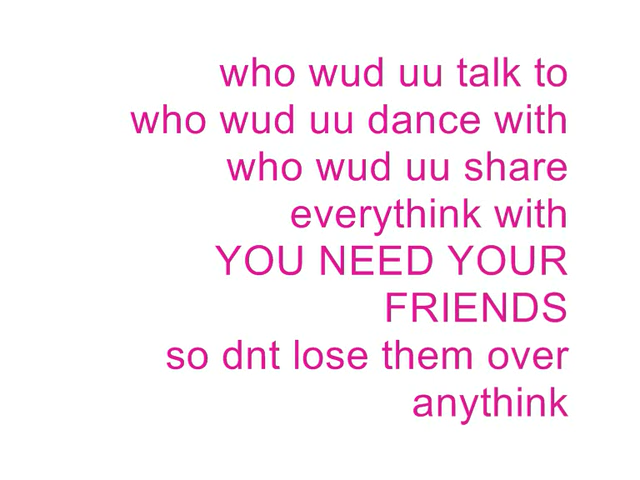 who wud uu talk to
who wud uu dance with
who wud uu share
everythink with
YOU NEED YOUR
FRIENDS
so dnt lose them over
anythink